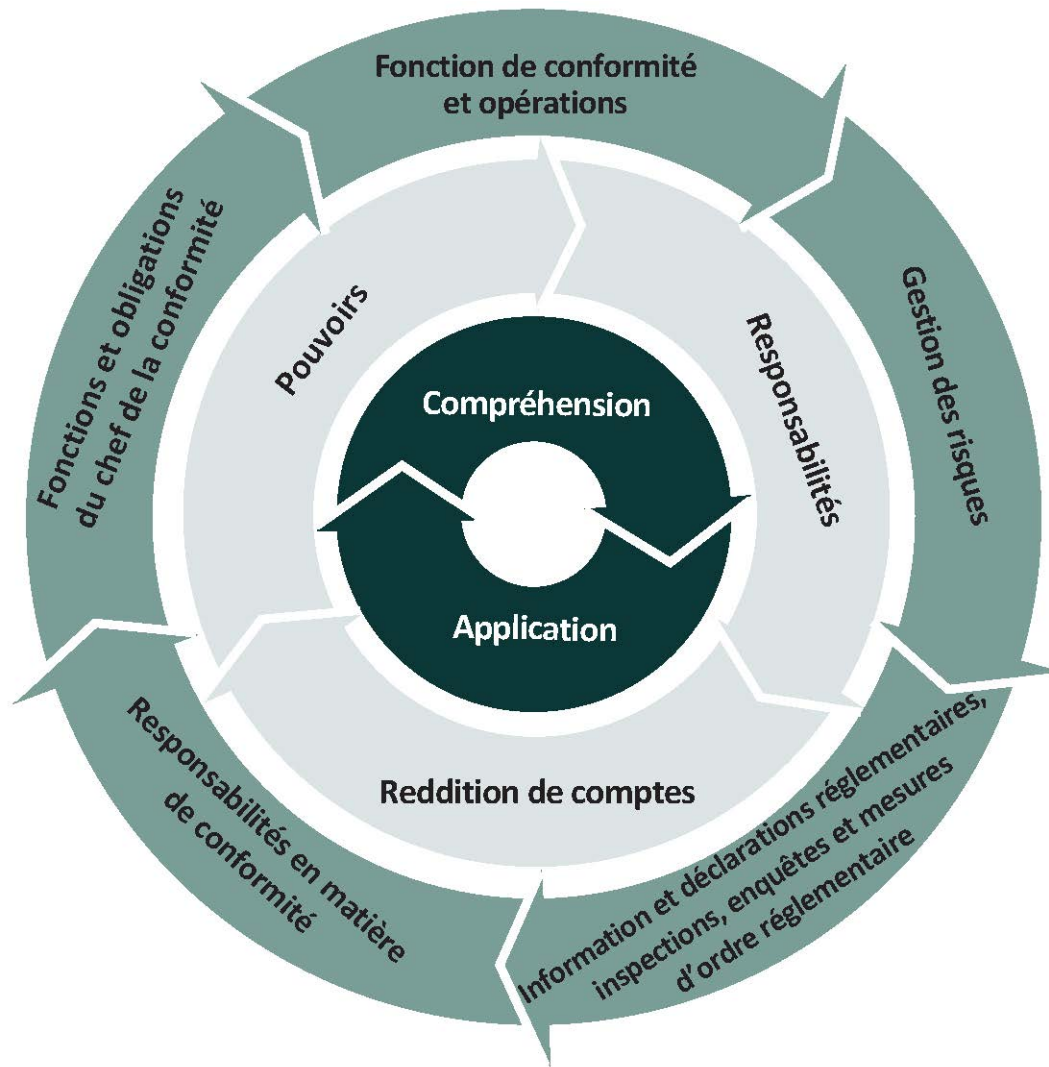 Fonction de conformité
et opérations
Gestion des risques
Information et déclarations réglementaires,
inspections, enquêtes et mesures
d’ordre réglementaire
Responsabilités en matière
de conformité
Fonctions et obligations
du chef de la conformité
Pouvoirs
Responsabilités
Reddition de comptes
Compréhension
Application